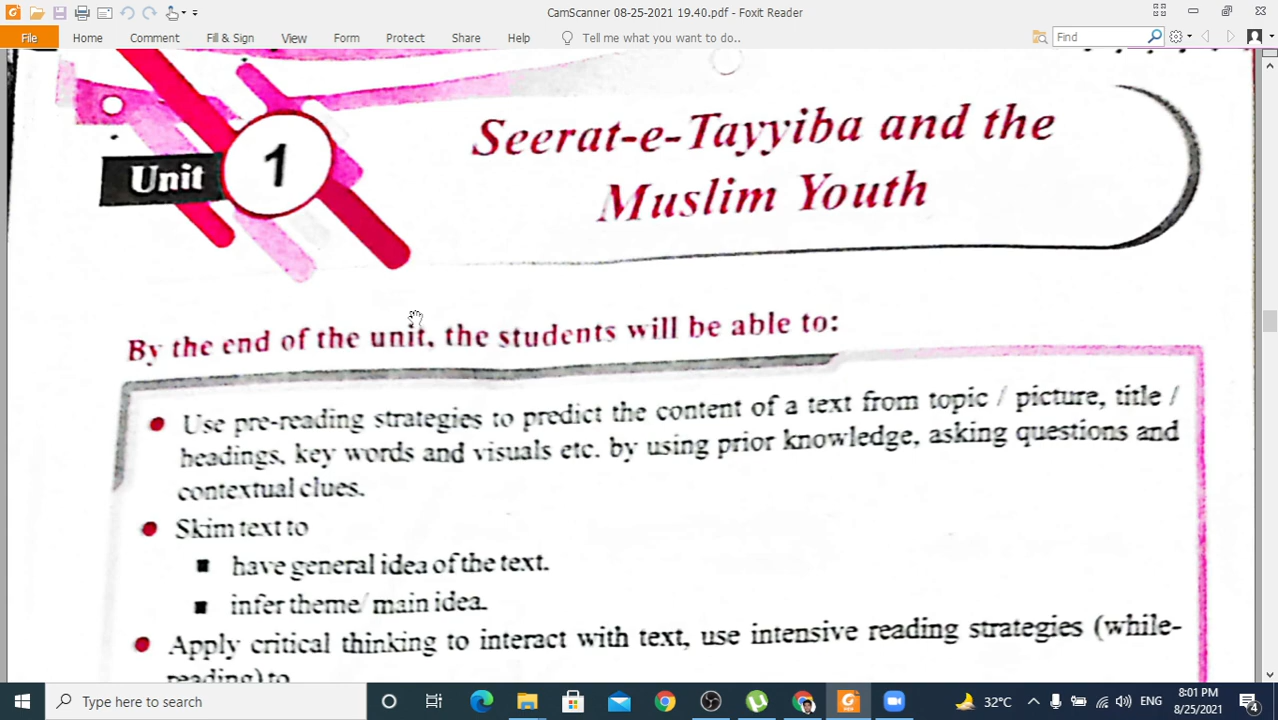 CamScanner 08-25-2021 19.40.pdf - Foxit Reader
File Home Comment Fill & Sign View Form Protect Share Help Tell me what you want to do.. Find
Unit 1
Seerat-e-Tayyiba and the
Muslim Youth
By the end of the unit, the students will be able to:
Use pre-reading strategies to predict the content of a text from topic / picture, title /
headings, key words and visuals etc. by using prior knowledge, asking questions and
contextual clues.
Skim text to
have general idea of the text.
infer theme/ main idea.
Apply critical thinking to interact with text, use intensive reading strategies (while-
reading) to
Type here to search
32°C ENG 8:01 PM
8/25/2021 4